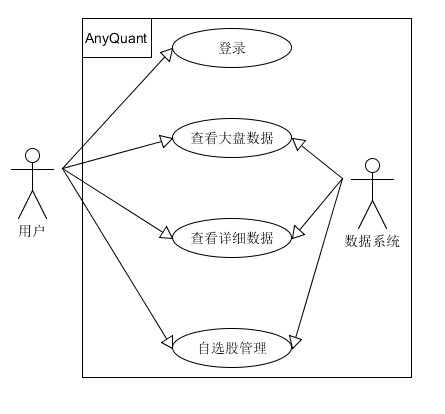 AnyQuant
登录
查看大盘数据
用户
查看详细数据
数据系统
自选股管理